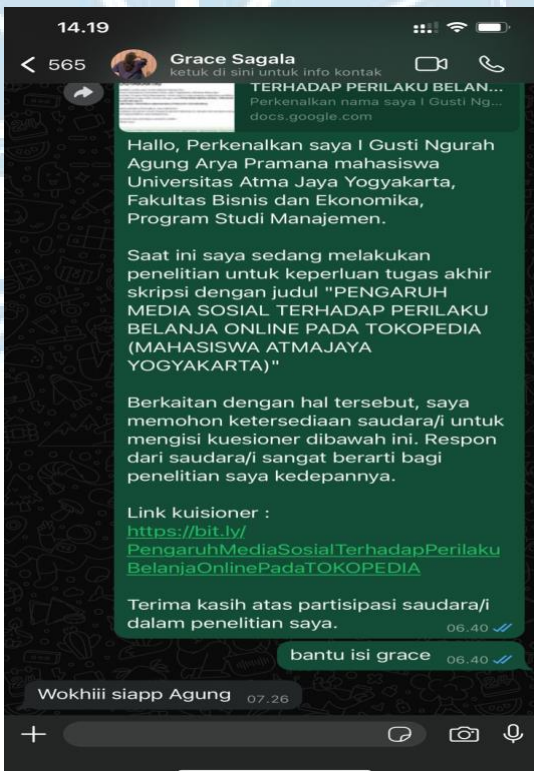 14.19
565
Grace Sagala
ketuk di sini untuk info kontak
TERHADAP PERILAKU BELAN...
Perkenalkan nama saya I Gusti Ng...
docs.google.com
Hallo, Perkenalkan saya I Gusti Ngurah
Agung Arya Pramana mahasiswa
Universitas Atma Jaya Yogyakarta,
Fakultas Bisnis dan Ekonomika,
Program Studi Manajemen.
Saat ini saya sedang melakukan
penelitian untuk keperluan tugas akhir
skripsi dengan judul "PENGARUH
MEDIA SOSIAL TERHADAP PERILAKU
BELANJA ONLINE PADA TOKOPEDIA
(MAHASISWA ATMAJAYA
YOGYAKARTA)"
Berkaitan dengan hal tersebut, saya
memohon ketersediaan saudara/i untuk
mengisi kuesioner dibawah ini. Respon
dari saudara/i sangat berarti bagi
penelitian saya kedepannya.
Link kuisioner :
https://bit.ly/
PengaruhMediaSosialTerhadapPerilaku
BelanjaOnlinePadaTOKOPEDIA
Terima kasih atas partisipasi saudara/i
dalam penelitian saya. 06.40
bantu isi grace 06.40
Wokhiii siapp Agung 07.26